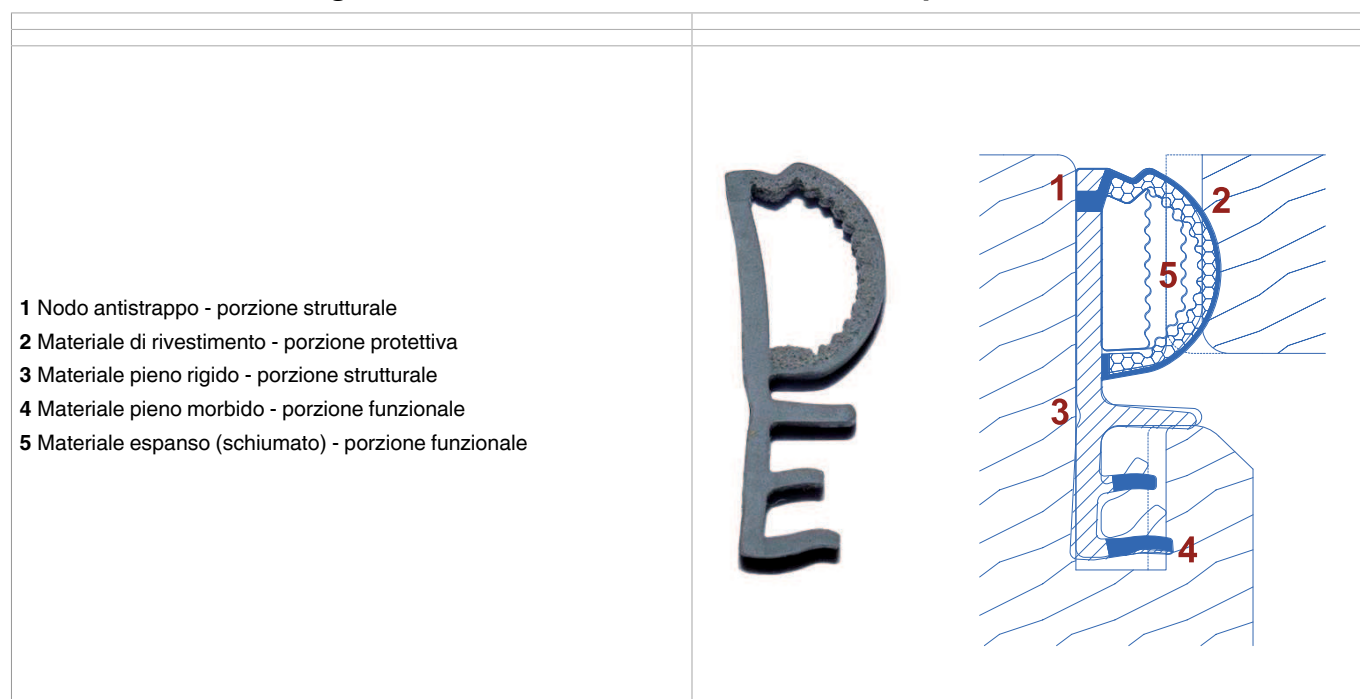 1 Nodo antistrappo - porzione strutturale
2 Materiale di rivestimento - porzione protettiva
3 Materiale pieno rigido - porzione strutturale
4 Materiale pieno morbido - porzione funzionale
5 Materiale espanso (schiumato) - porzione funzionale
1
2
5
3
4